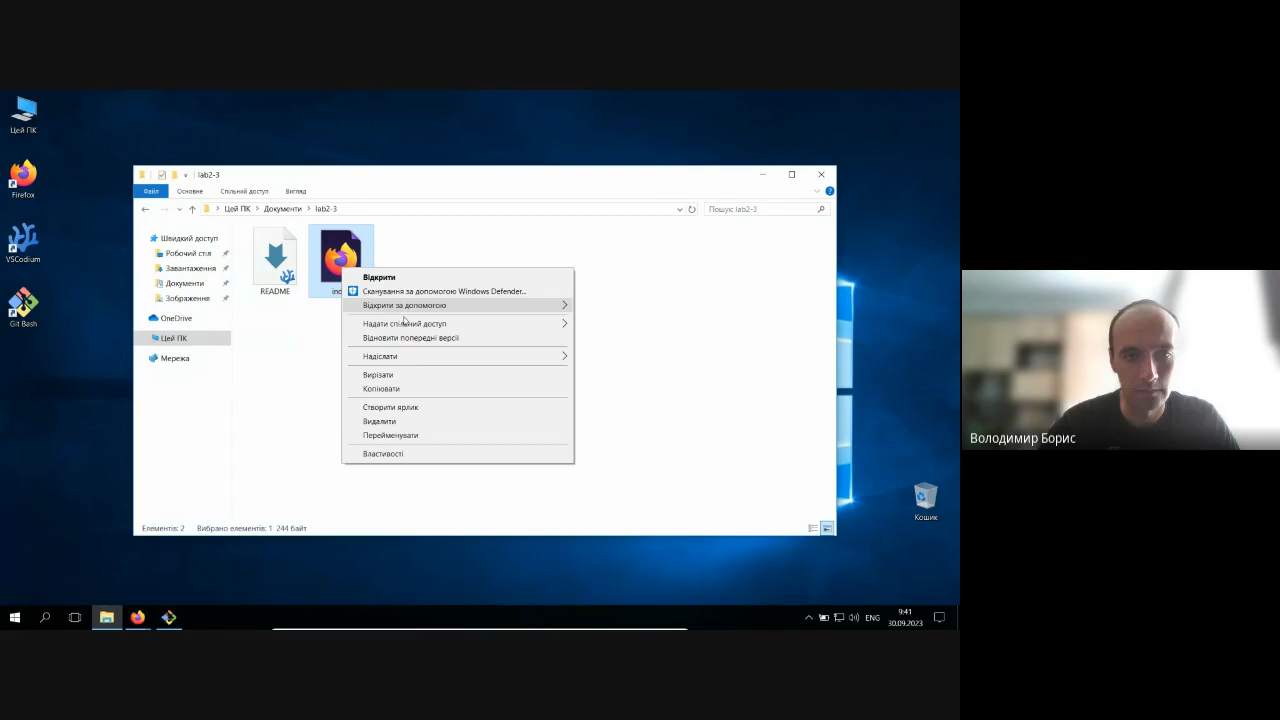 Цей ПК
Firefox
VSCodium
Git Bash
lab2-3
Файл
Основне
Спільний доступ
Вигляд
Цей ПК
Документи
lab2-3
Пошук: lab2-3
Швидкий доступ
Робочий стіл
Завантаження
Документи
Зображення
OneDrive
Цей ПК
Мережа
README
ind
Відкрити
Сканування за допомогою Windows Defender...
Відкрити за допомогою
Надати спільний доступ
Відновити попередні версії
Надіслати
Вирізати
Копіювати
Створити ярлик
Видалити
Перейменувати
Властивості
Елементів: 2 Вибрано елементів: 1 244 байт
Кошик
ENG
9:41
30.09.2023
Володимир Борис